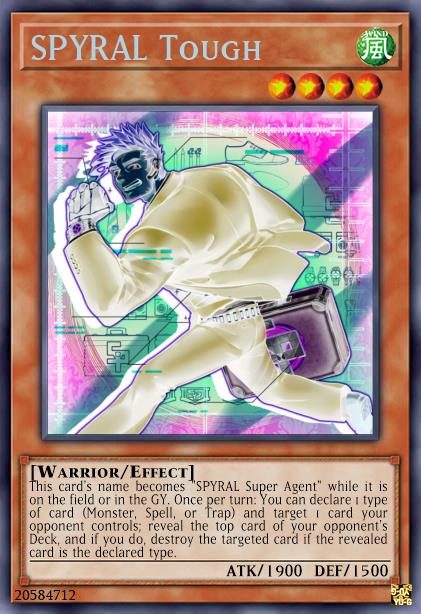 SPYRAL Tough
WIND
風
[Warrior/Effect]
This card's name becomes "SPYRAL Super Agent" while it is
on the field or in the GY. Once per turn: You can declare 1 type
of card (Monster, Spell, or Trap) and target 1 card your
opponent controls; reveal the top card of your opponent's
Deck, and if you do, destroy the targeted card if the revealed
card is the declared type.
ATK/1900 DEF/1500
20584712